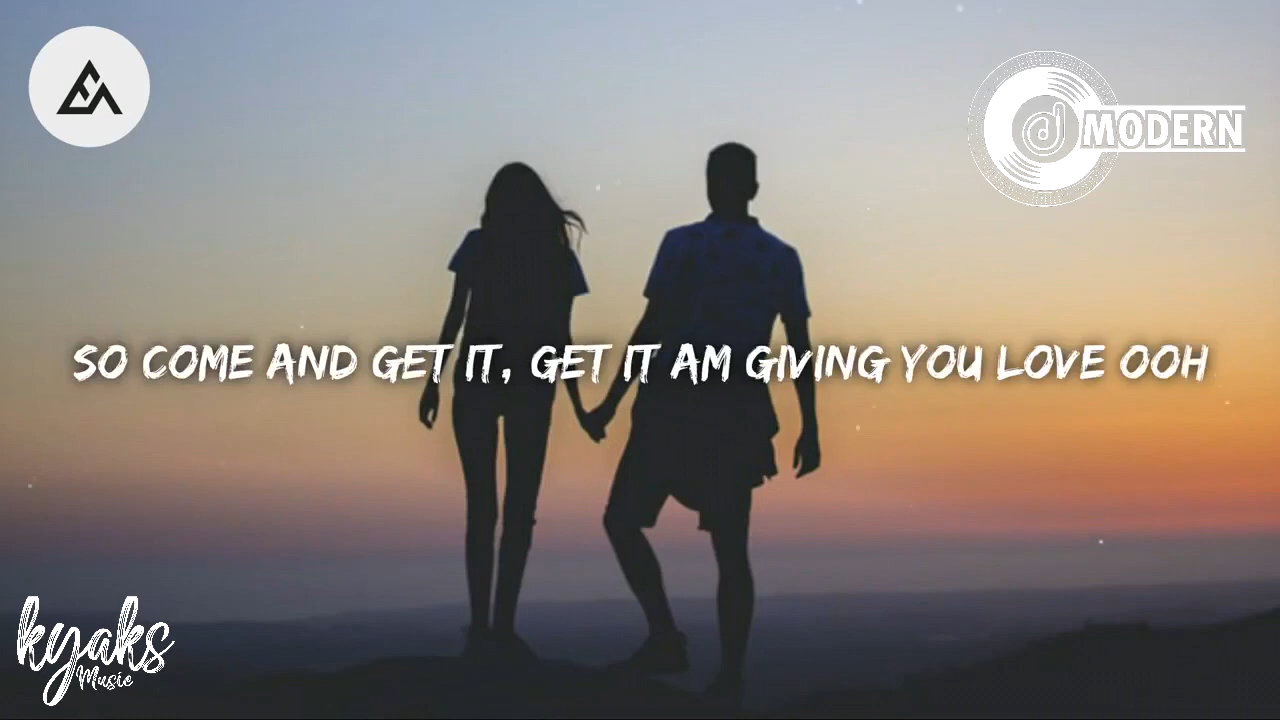 MODERN
SO COME AND GET IT, GET IT AM GIVING YOU LOVE OOH
kyaks
Music